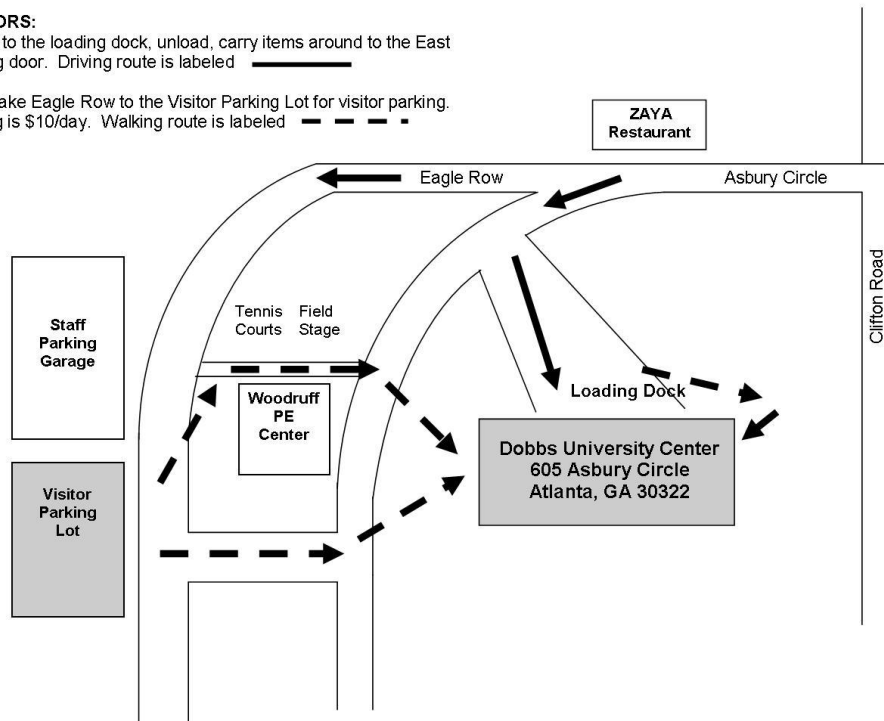 ORS:
to the loading dock, unload, carry items around to the East
g door.  Driving route is labeled
ake Eagle Row to the Visitor Parking Lot for visitor parking.
g is $10/day.  Walking route is labeled
ZAYA
Restaurant
Eagle Row
Asbury Circle
Clifton Road
Tennis Field
Courts Stage
Staff
Parking
Garage
Woodruff
PE
Center
Loading Dock
Dobbs University Center
605 Asbury Circle
Atlanta, GA 30322
Visitor
Parking
Lot